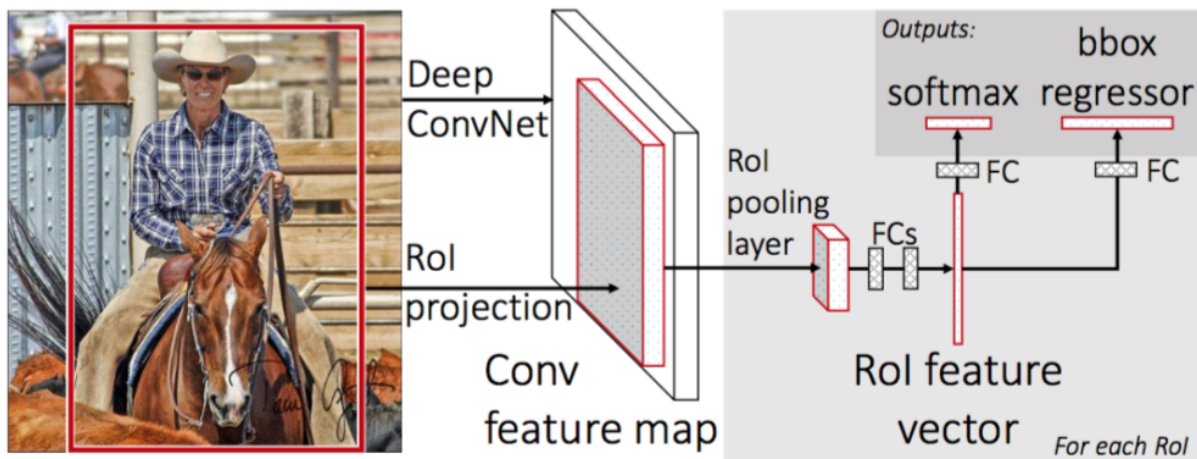 Deep
ConvNet
RoI
projection
Conv
feature map
RoI
pooling
layer
FCs
RoI feature
vector
For each RoI
Outputs:
softmax
bbox
regressor
FC
FC